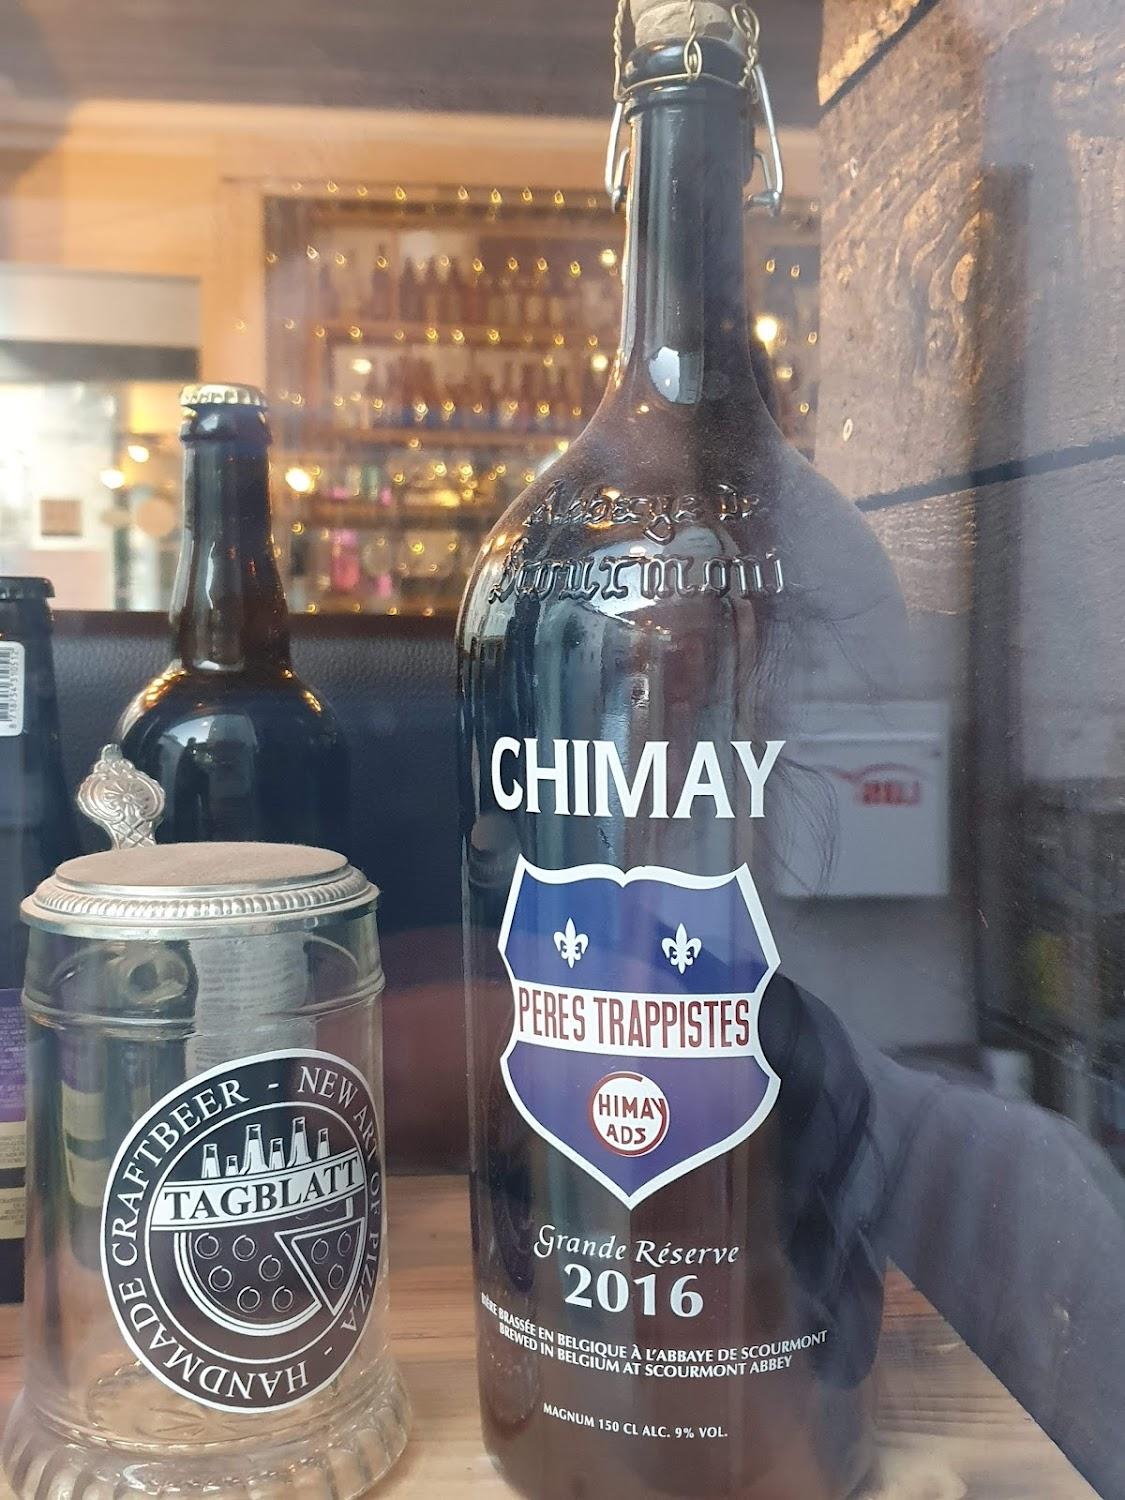 Abbaye de
Scourmont
CHIMAY
PERES TRAPPISTES
CHIMAY
ADS
Grande Réserve
2016
BIÈRE BRASSÉE EN BELGIQUE À L'ABBAYE DE SCOURMONT
BREWED IN BELGIUM AT SCOURMONT ABBEY
MAGNUM 150 CL ALC. 9% VOL.
HANDMADE CRAFTBEER - NEW ART OF PIZZA -
TAGBLATT